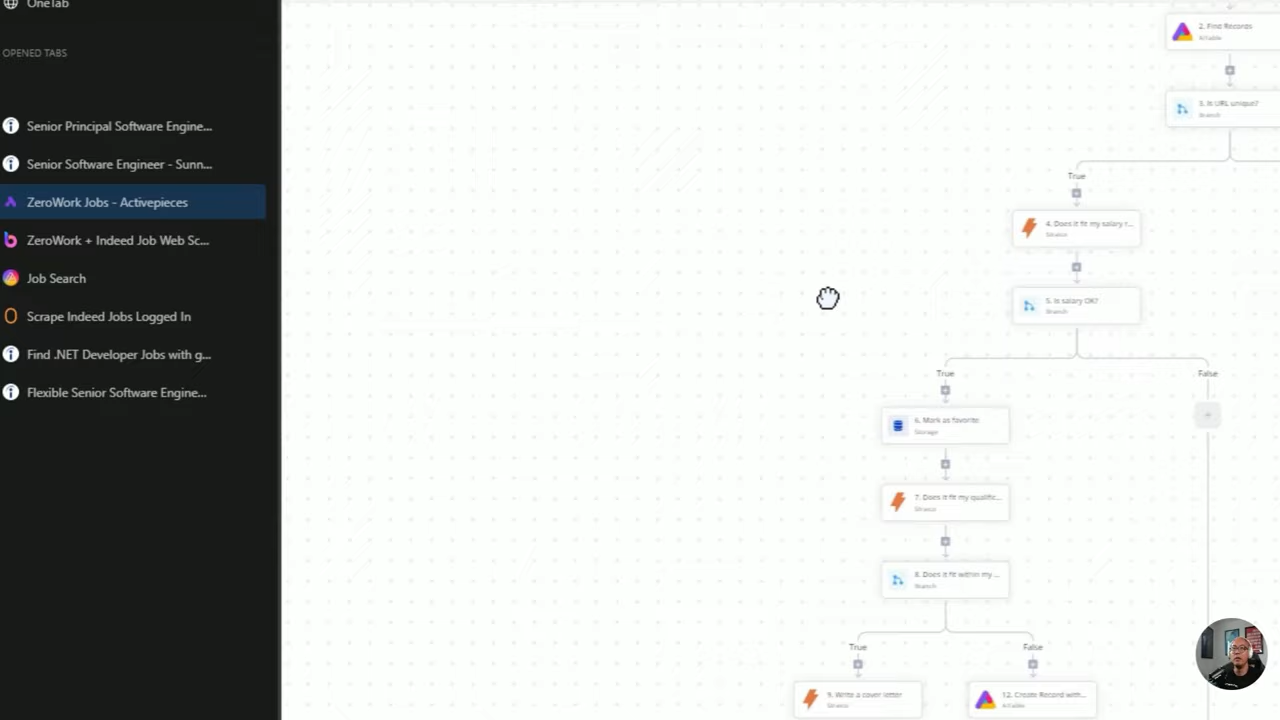 OneTab
OPENED TABS
Senior Principal Software Engine...
Senior Software Engineer - Sunn...
ZeroWork Jobs - Activepieces
ZeroWork + Indeed Job Web Sc...
Job Search
Scrape Indeed Jobs Logged In
Find .NET Developer Jobs with g...
Flexible Senior Software Engine...
2. Find Records
3. Is URL unique?
Branch
True
4. Does it fit my salary r...
5. Is salary OK?
Branch
True
False
6. Mark as favorite
Storage
7. Does it fit my qualific...
8. Does it fit within my ...
Branch
True
False
9. Write a cover letter
12. Create Record with...